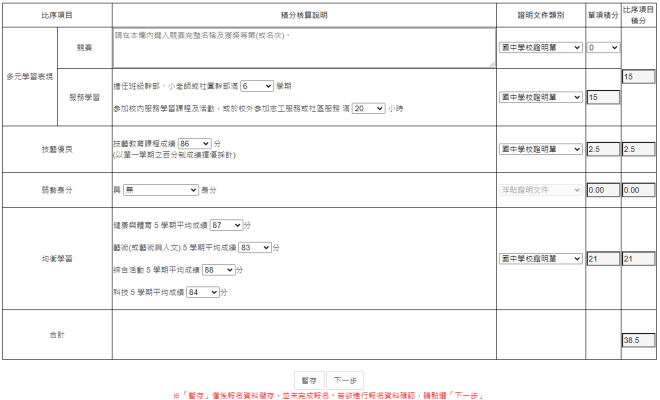 比序項目 積分核算說明 證明文件類別 單項積分 比序項目
積分
多元學習表現 競賽 請在本欄內鍵入競賽完整名稱及獲獎等第(或名次)。 國中學校證明單 0
15
服務學習 擔任班級幹部、小老師或社團幹部滿 6 學期 國中學校證明單 15
參加校內服務學習課程及活動，或於校外參加志工服務或社區服務 滿 20 小時
技藝優良 技藝教育課程成績 86 分 國中學校證明單 2.5 2.5
(以單一學期之百分制成績擇優採計)
弱勢身分 具 無 身分 浮貼證明文件 0.00 0.00
均衡學習 健康與體育 5 學期平均成績 87 分
藝術(或藝術與人文) 5 學期平均成績 83 分
國中學校證明單 21 21
綜合活動 5 學期平均成績 88 分
科技 5 學期平均成績 84 分
合計 38.5
暫存 下一步
※「暫存」僅係報名資料儲存，並未完成報名。若欲進行報名資料確認，請點選「下一步」